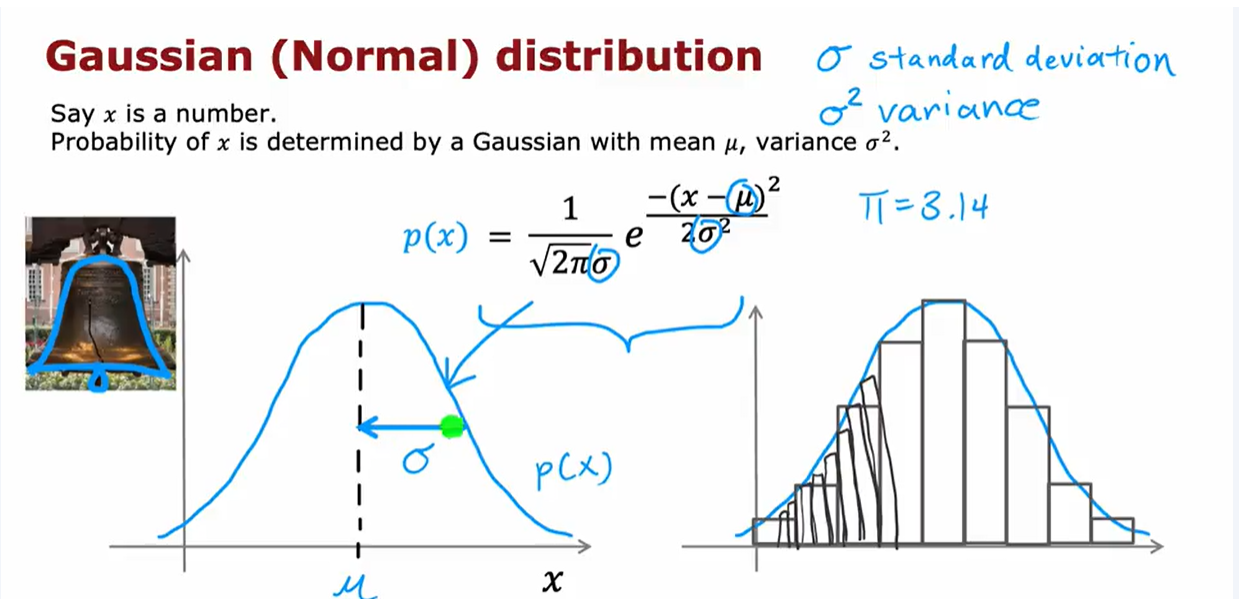 Gaussian (Normal) distribution
σ standard deviation
σ² variance
Say x is a number.
Probability of x is determined by a Gaussian with mean μ, variance σ².
p(x) = 1/(√2π σ) e^(−(x − μ)²/2σ²)
π = 3.14
σ
p(x)
μ
x